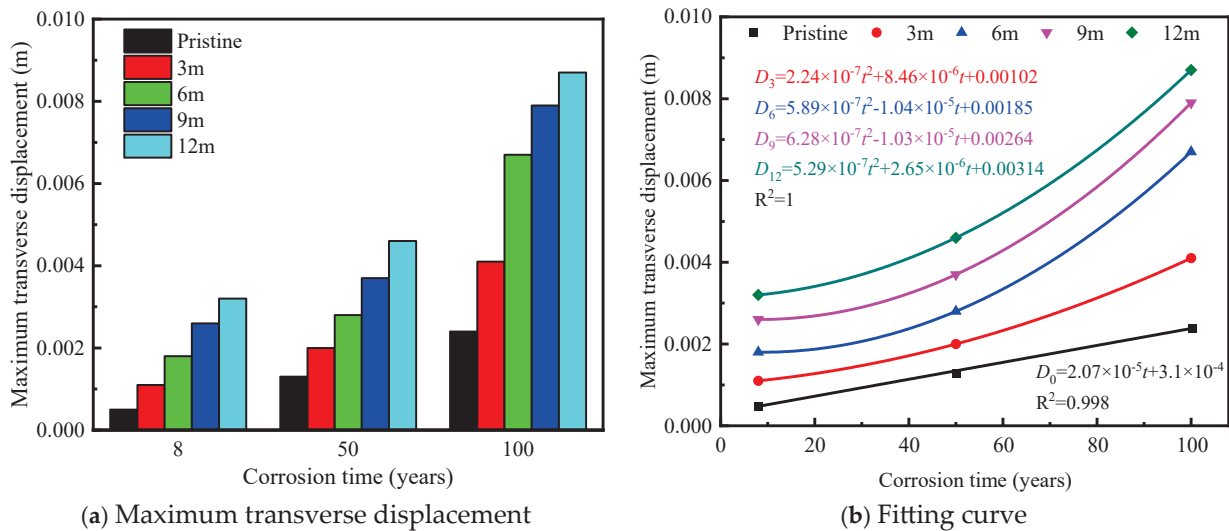 0.010
0.008
0.006
0.004
0.002
0.000
Maximum transverse displacement (m)
Pristine
3m
6m
9m
12m
8 50 100
Corrosion time (years)
(a) Maximum transverse displacement
0.010
0.008
0.006
0.004
0.002
0.000
Maximum transverse displacement (m)
Pristine 3m 6m 9m 12m
D₃=2.24×10⁻⁷t²+8.46×10⁻⁶t+0.00102
D₆=5.89×10⁻⁷t²-1.04×10⁻⁵t+0.00185
D₉=6.28×10⁻⁷t²-1.03×10⁻⁵t+0.00264
D₁₂=5.29×10⁻⁷t²+2.65×10⁻⁶t+0.00314
R²=1
D₀=2.07×10⁻⁵t+3.1×10⁻⁴
R²=0.998
0 20 40 60 80 100
Corrosion time (years)
(b) Fitting curve